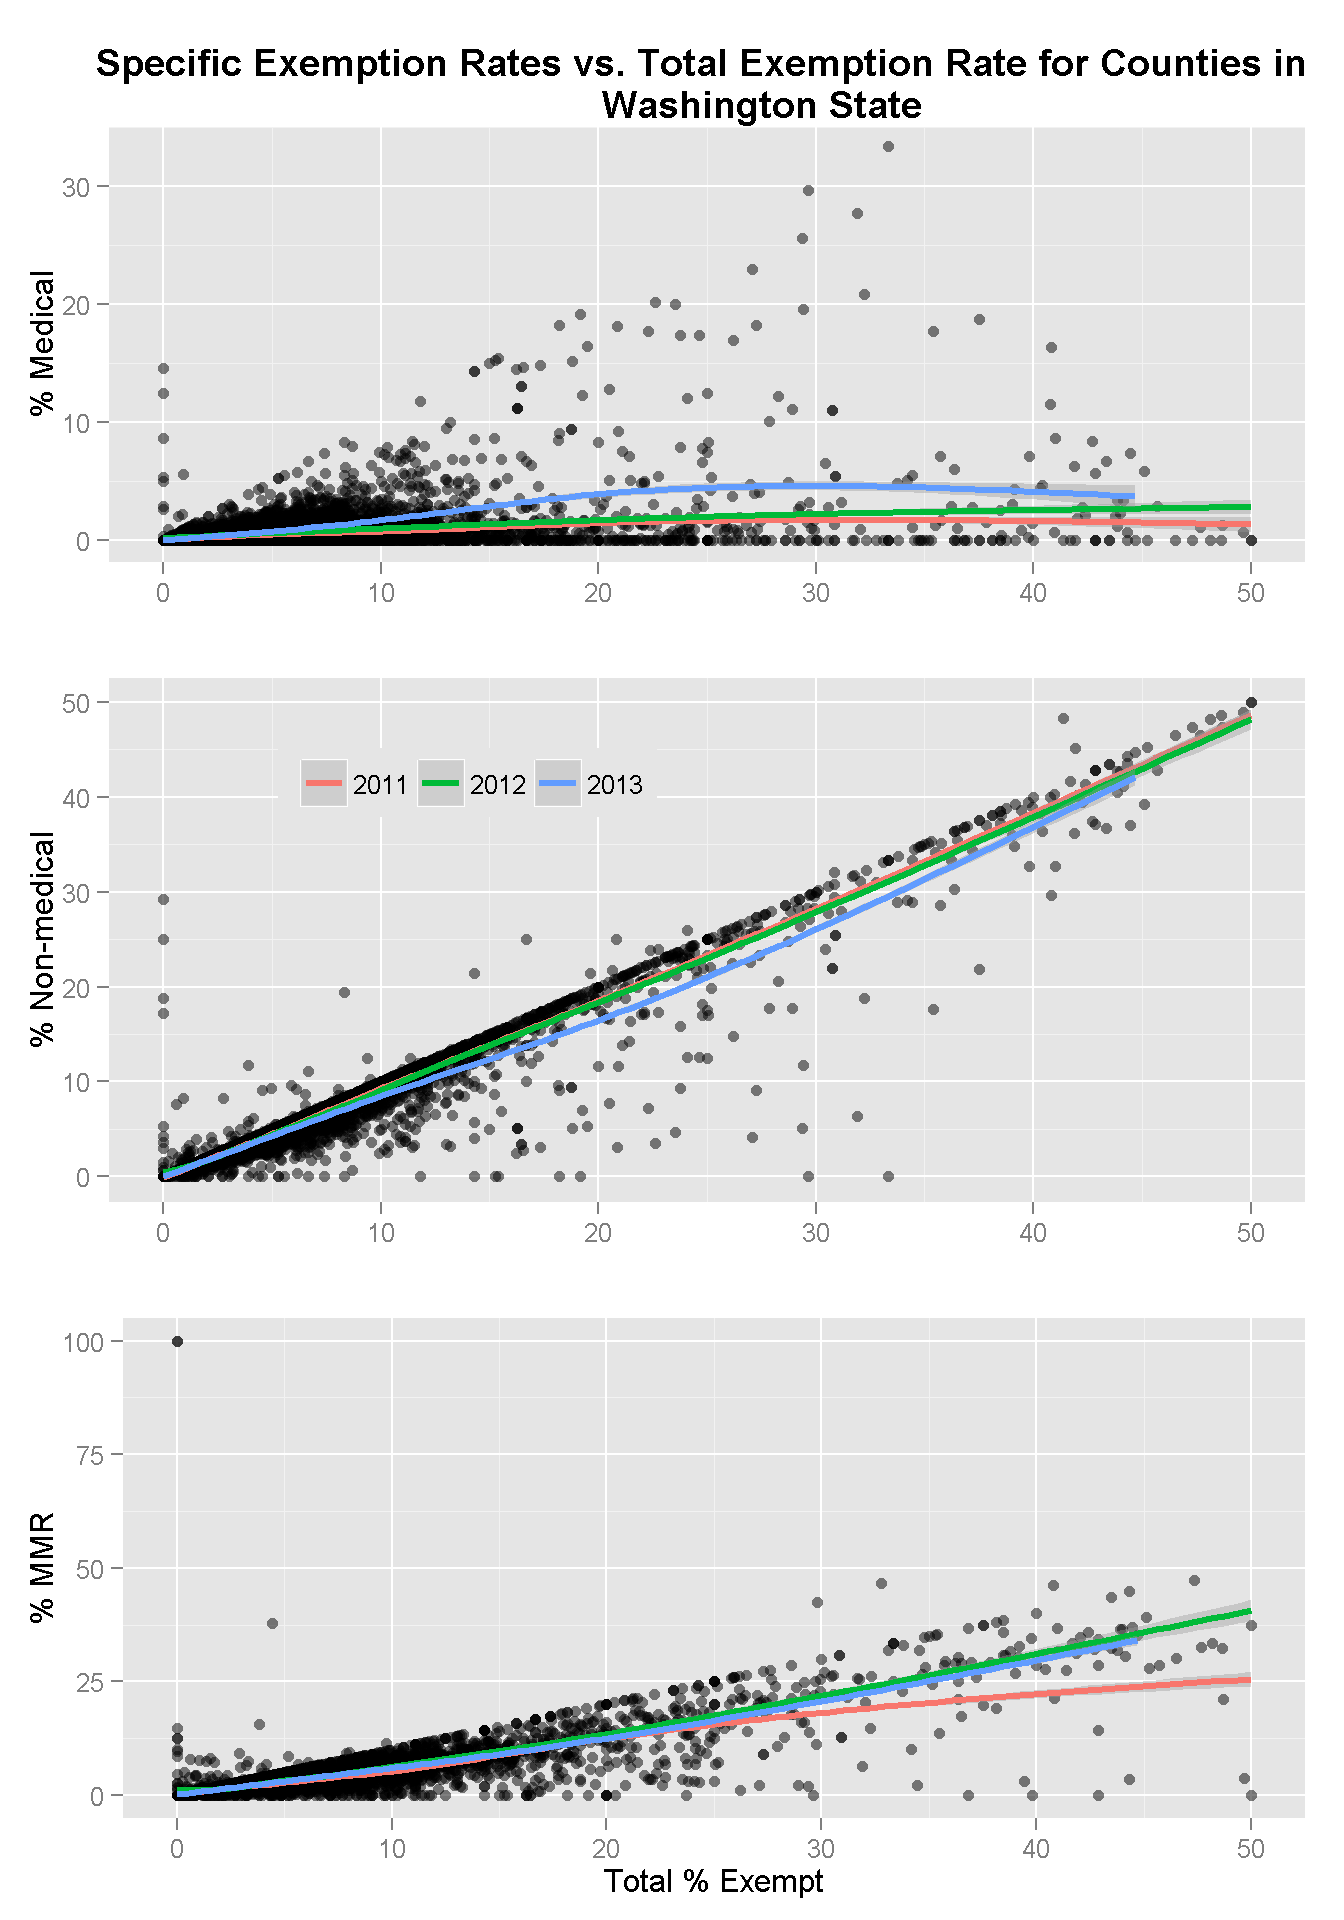 Specific Exemption Rates vs. Total Exemption Rate for Counties in
Washington State
% Medical
30
20
10
0
0 10 20 30 40 50
% Non-medical
50
40
30
20
10
0
2011 2012 2013
0 10 20 30 40 50
% MMR
100
75
50
25
0
0 10 20 30 40 50
Total % Exempt